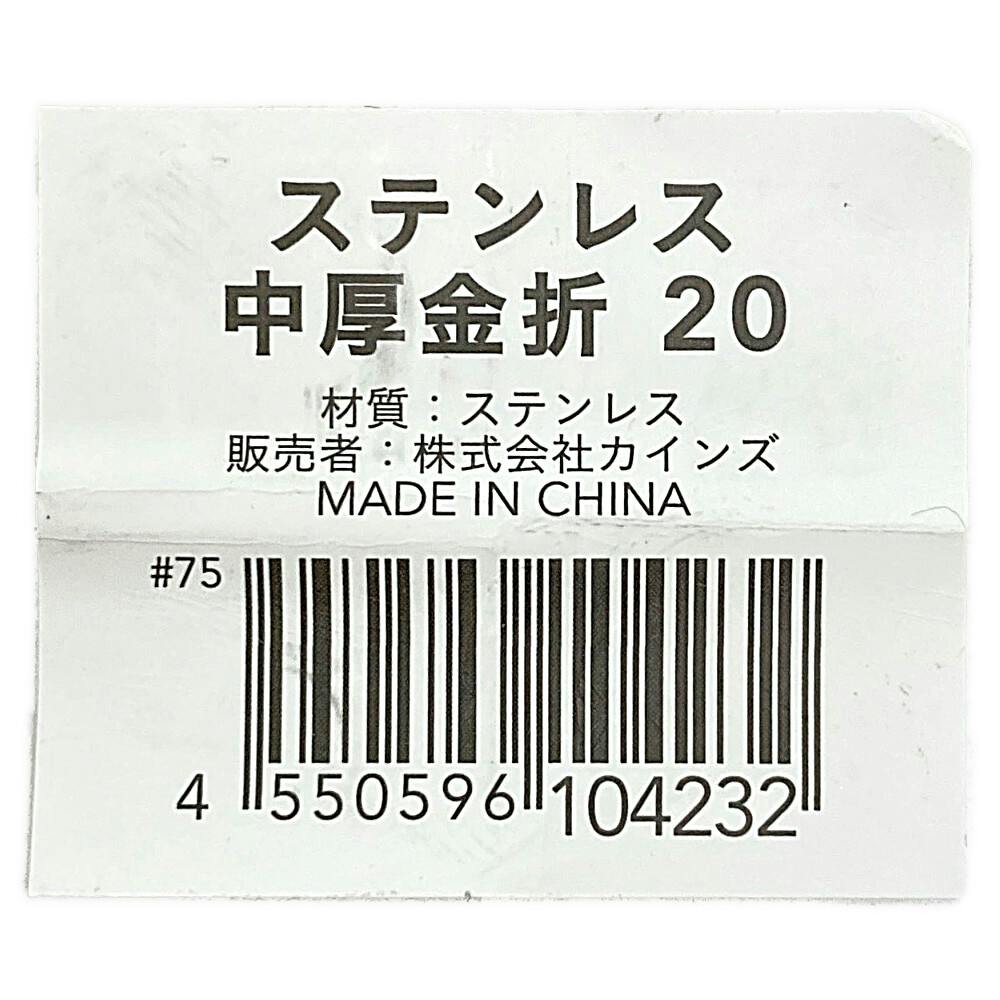 ステンレス
中厚金折 20
材質：ステンレス
販売者：株式会社カインズ
MADE IN CHINA
#75
4 550596 104232